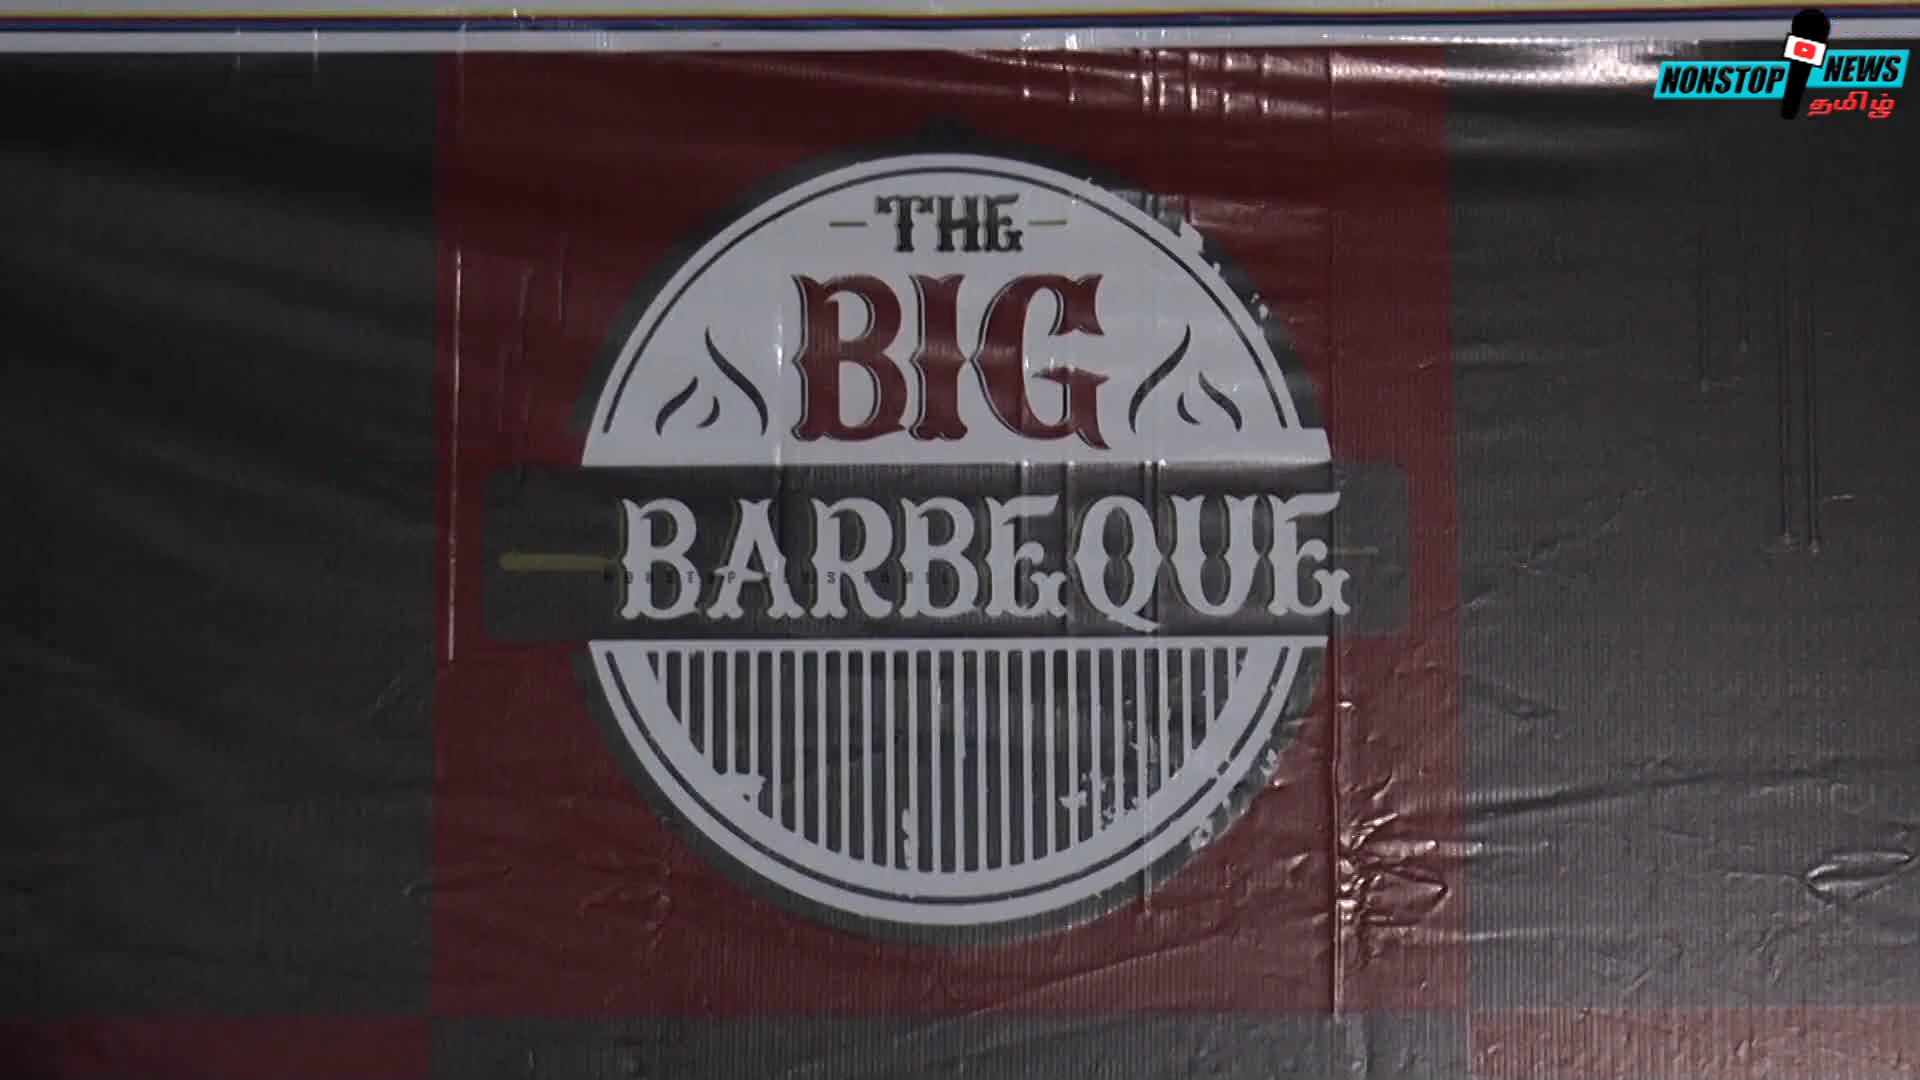 NONSTOP NEWS
தமிழ்
THE
BIG
BARBEQUE